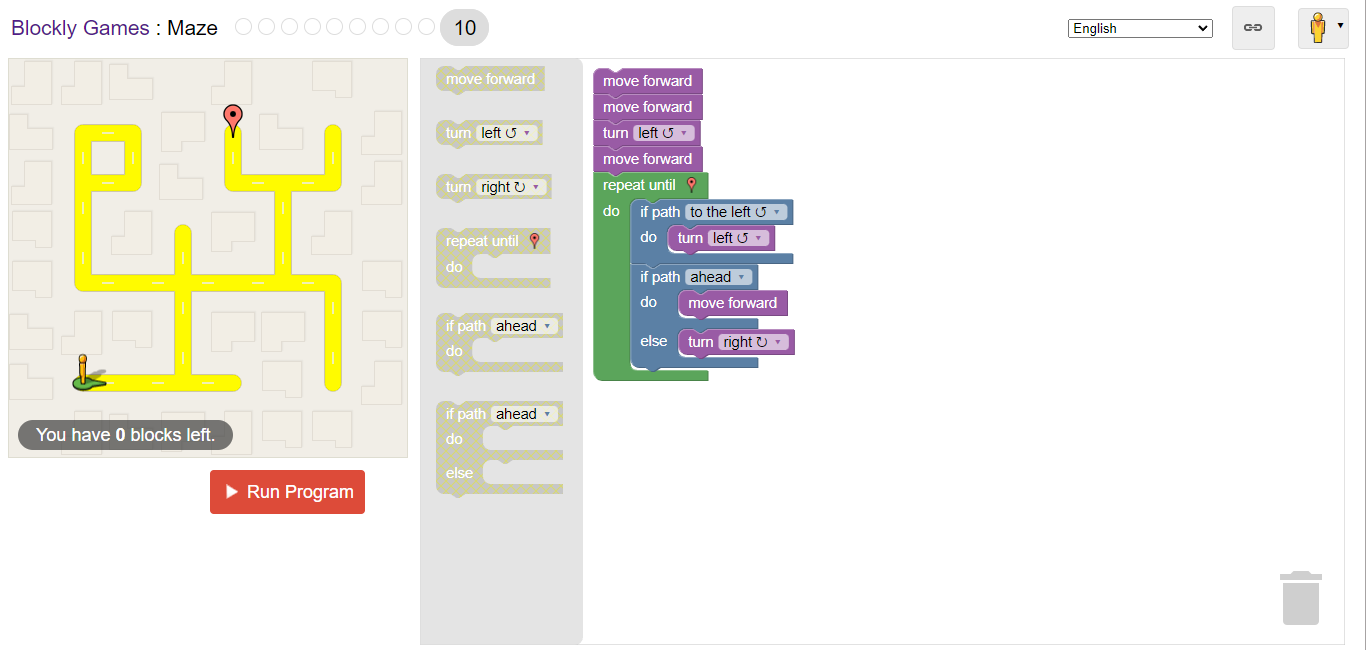 Blockly Games : Maze
10
English
You have 0 blocks left.
Run Program
move forward
turn left ↺
turn right ↻
repeat until
do
if path ahead
do
if path ahead
do
else
move forward
move forward
turn left ↺
move forward
repeat until
do
if path to the left ↺
do
turn left ↺
if path ahead
do
move forward
else
turn right ↻